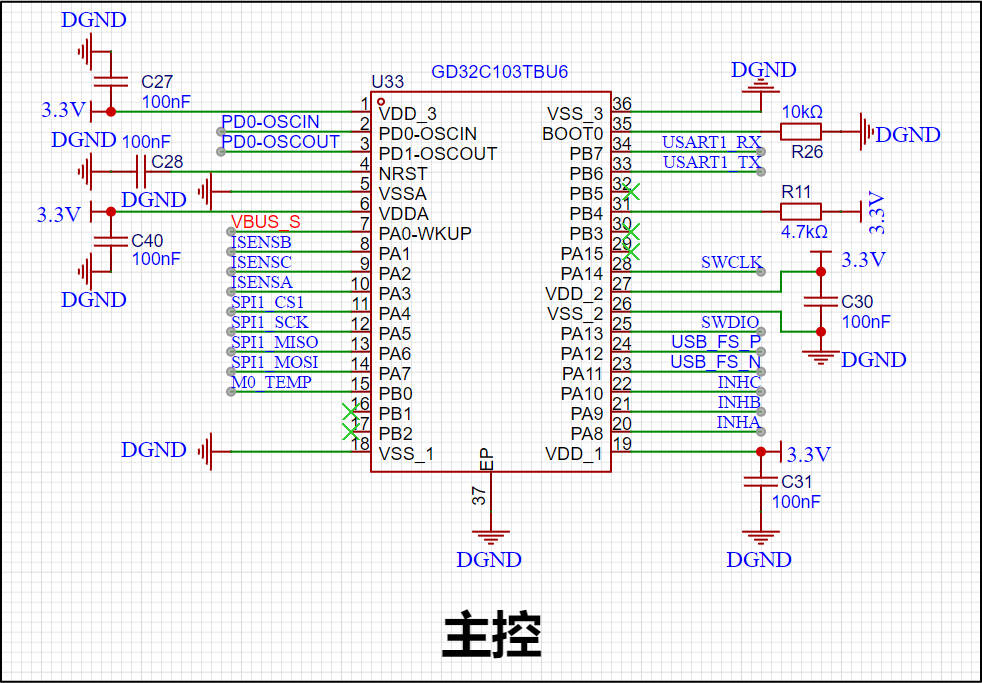 DGND
C27
100nF
3.3V
DGND
100nF
C28
DGND
3.3V
C40
100nF
DGND
PD0-OSCIN
PD0-OSCOUT
VBUS_S
ISENSB
ISENSC
ISENSA
SPI1_CS1
SPI1_SCK
SPI1_MISO
SPI1_MOSI
M0_TEMP
DGND
U33
GD32C103TBU6
1 VDD_3
2 PD0-OSCIN
3 PD1-OSCOUT
4 NRST
5 VSSA
6 VDDA
7 PA0-WKUP
8 PA1
9 PA2
10 PA3
11 PA4
12 PA5
13 PA6
14 PA7
15 PB0
16 PB1
17 PB2
18 VSS_1
VSS_3 36
BOOT0 35
PB7 34
PB6 33
PB5 32
PB4 31
PB3 30
PA15 29
PA14 28
VDD_2 27
VSS_2 26
PA13 25
PA12 24
PA11 23
PA10 22
PA9 21
PA8 20
VDD_1 19
EP
37
DGND
DGND
10kΩ
R26
DGND
USART1_RX
USART1_TX
R11
4.7kΩ
3.3V
SWCLK
3.3V
C30
100nF
DGND
SWDIO
USB_FS_P
USB_FS_N
INHC
INHB
INHA
3.3V
C31
100nF
DGND
主控